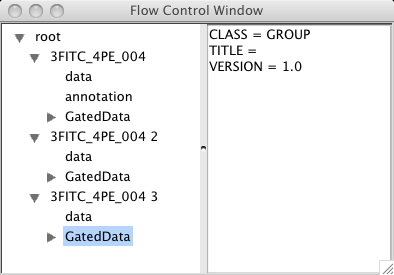 Flow Control Window
root
3FITC_4PE_004
data
annotation
GatedData
3FITC_4PE_004 2
data
GatedData
3FITC_4PE_004 3
data
GatedData
CLASS = GROUP
TITLE =
VERSION = 1.0